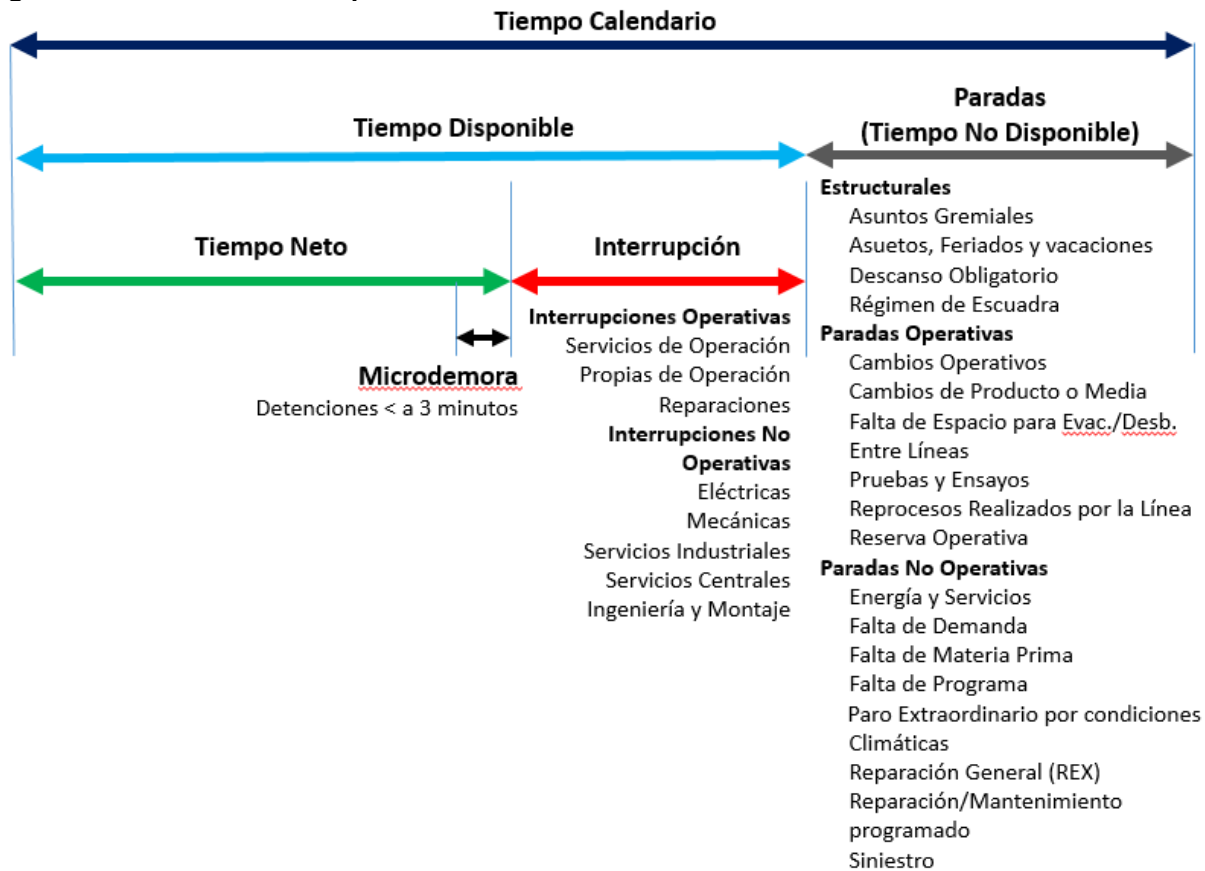 Tiempo Calendario
Tiempo Disponible
Paradas
(Tiempo No Disponible)
Tiempo Neto
Interrupción
Microdemora
Detenciones < a 3 minutos
Interrupciones Operativas
Servicios de Operación
Propias de Operación
Reparaciones
Interrupciones No
Operativas
Eléctricas
Mecánicas
Servicios Industriales
Servicios Centrales
Ingeniería y Montaje
Estructurales
Asuntos Gremiales
Asuetos, Feriados y vacaciones
Descanso Obligatorio
Régimen de Escuadra
Paradas Operativas
Cambios Operativos
Cambios de Producto o Media
Falta de Espacio para Evac./Desb.
Entre Líneas
Pruebas y Ensayos
Reprocesos Realizados por la Línea
Reserva Operativa
Paradas No Operativas
Energía y Servicios
Falta de Demanda
Falta de Materia Prima
Falta de Programa
Paro Extraordinario por condiciones
Climáticas
Reparación General (REX)
Reparación/Mantenimiento
programado
Siniestro